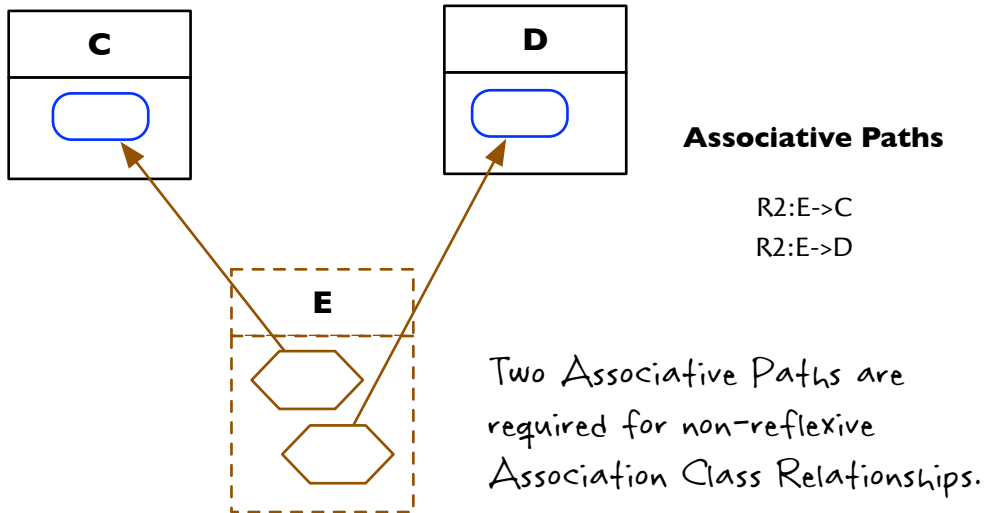 C
D
Associative Paths
R2:E->C
R2:E->D
E
Two Associative Paths are
required for non-reflexive
Association Class Relationships.